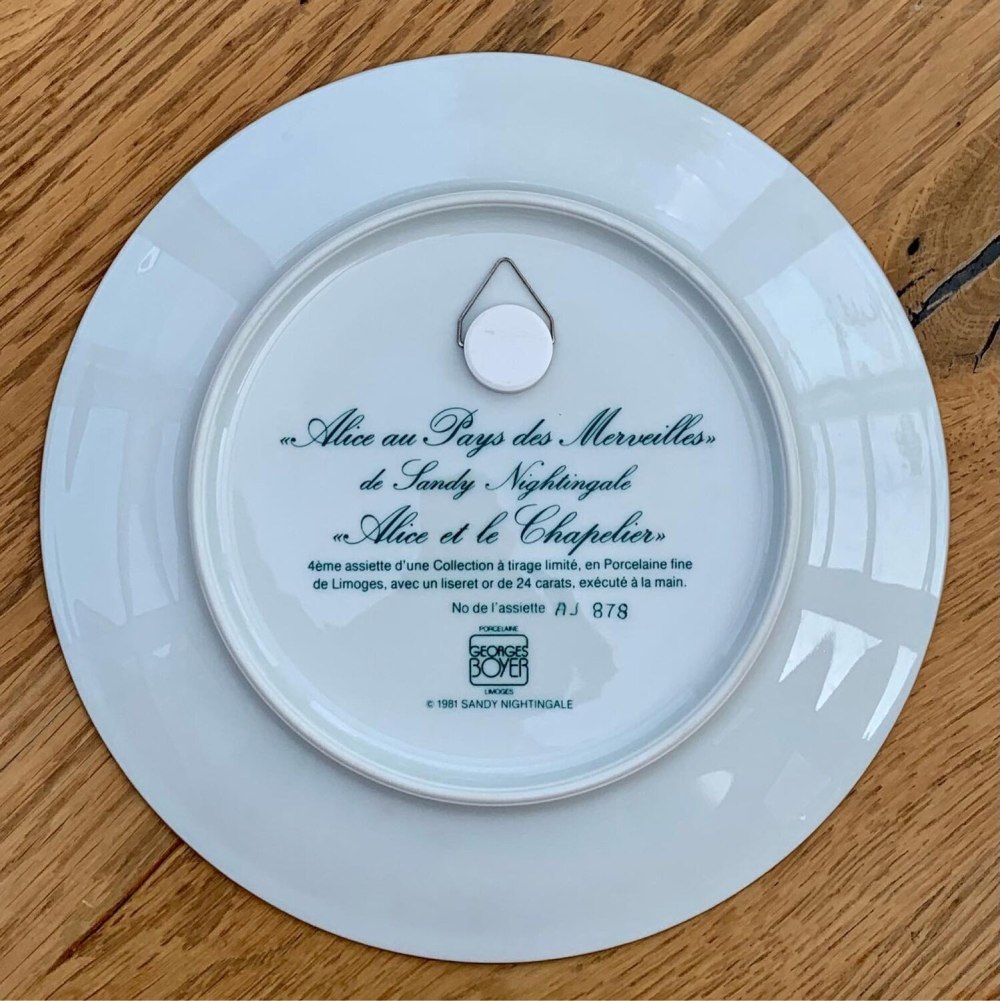 «Alice au Pays des Merveilles»
de Sandy Nightingale
«Alice et le Chapelier»
4ème assiette d'une Collection à tirage limité, en Porcelaine fine
de Limoges, avec un liseret or de 24 carats, exécuté à la main.
No de l'assiette AJ 878
PORCELAINE
GEORGES
BOYER
LIMOGES
© 1981 SANDY NIGHTINGALE